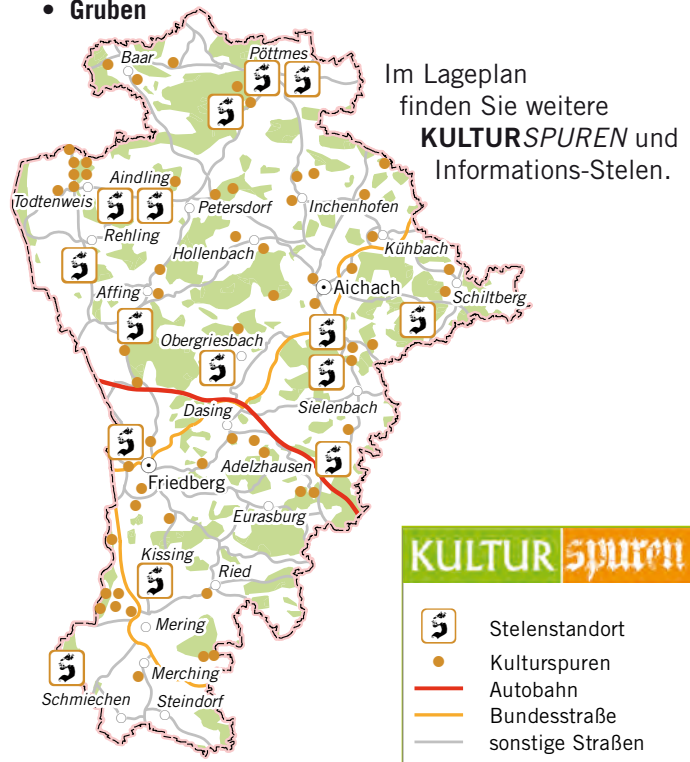 • Gruben
Im Lageplan
finden Sie weitere
KULTURSPUREN und
Informations-Stelen.
Baar
Pöttmes
Aindling
Todtenweis
Petersdorf
Inchenhofen
Rehling
Hollenbach
Kühbach
Affing
Aichach
Schiltberg
Obergriesbach
Dasing
Sielenbach
Adelzhausen
Friedberg
Eurasburg
Kissing
Ried
Mering
Merching
Schmiechen
Steindorf
KULTUR spuren
Stelenstandort
Kulturspuren
Autobahn
Bundesstraße
sonstige Straßen